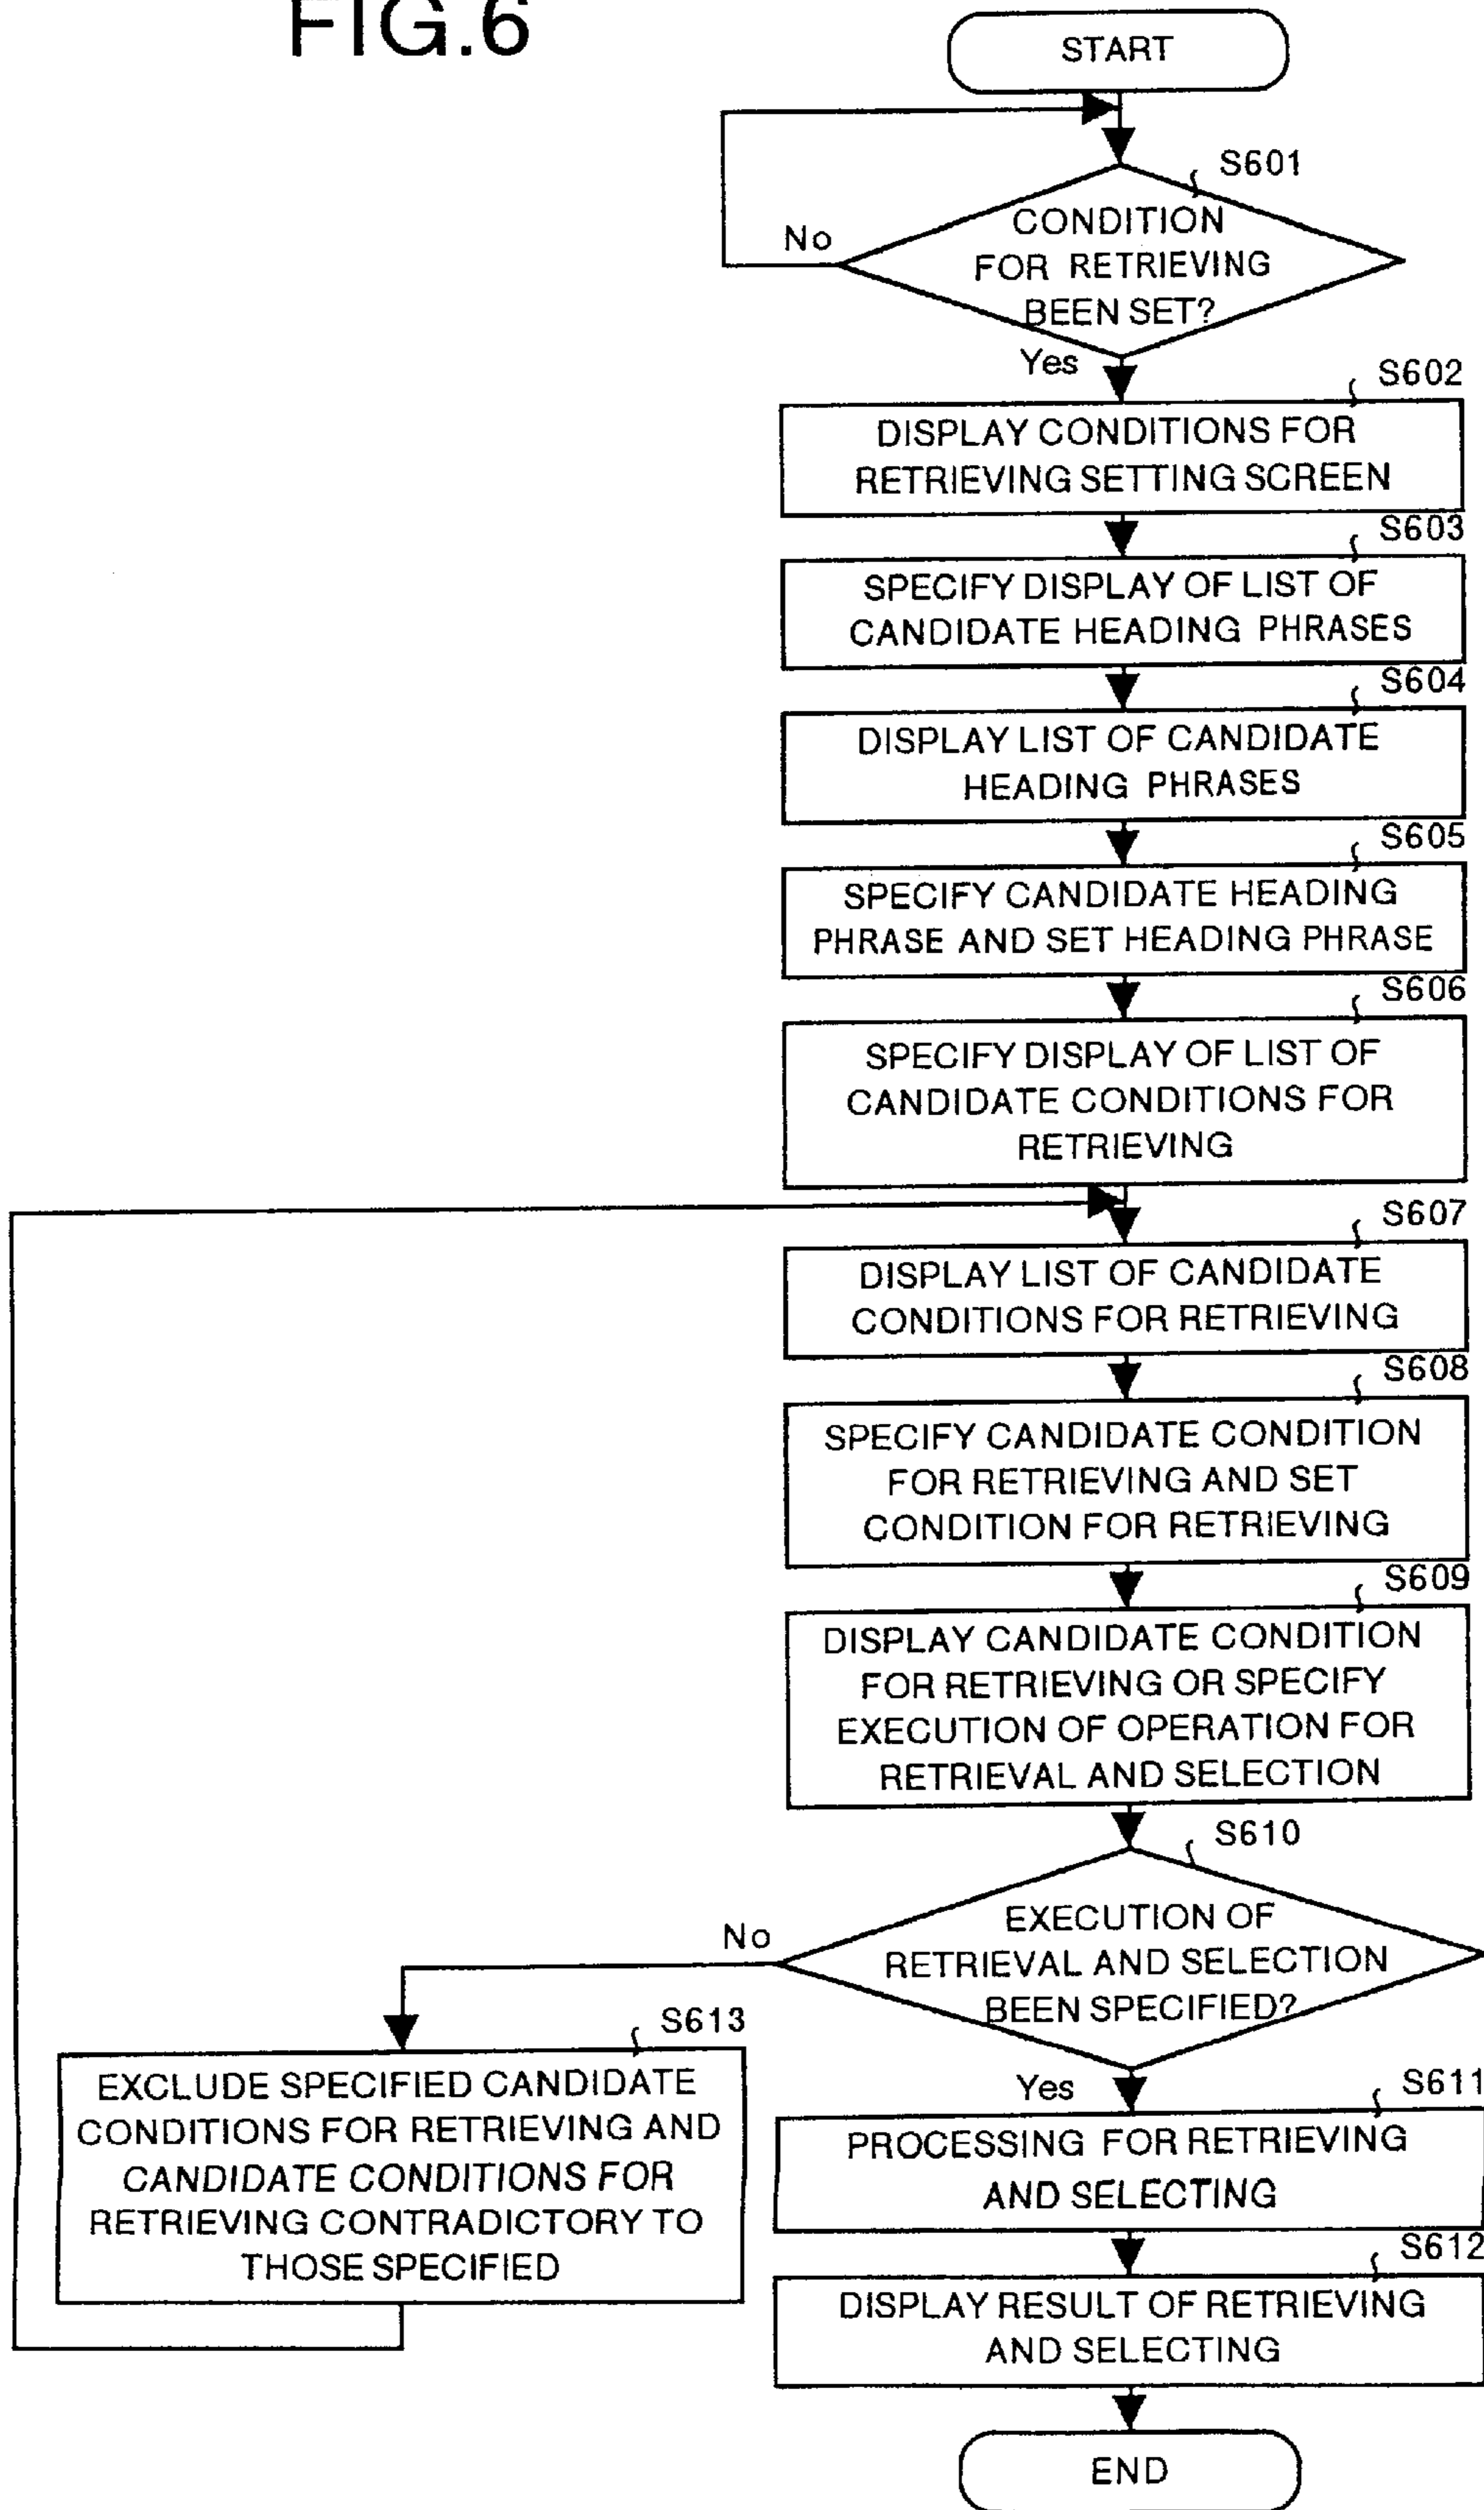 FIG.6
START
S601
CONDITION
FOR RETRIEVING
BEEN SET?
No
Yes
S602
DISPLAY CONDITIONS FOR
RETRIEVING SETTING SCREEN
S603
SPECIFY DISPLAY OF LIST OF
CANDIDATE HEADING PHRASES
S604
DISPLAY LIST OF CANDIDATE
HEADING PHRASES
S605
SPECIFY CANDIDATE HEADING
PHRASE AND SET HEADING PHRASE
S606
SPECIFY DISPLAY OF LIST OF
CANDIDATE CONDITIONS FOR
RETRIEVING
S607
DISPLAY LIST OF CANDIDATE
CONDITIONS FOR RETRIEVING
S608
SPECIFY CANDIDATE CONDITION
FOR RETRIEVING AND SET
CONDITION FOR RETRIEVING
S609
DISPLAY CANDIDATE CONDITION
FOR RETRIEVING OR SPECIFY
EXECUTION OF OPERATION FOR
RETRIEVAL AND SELECTION
S610
EXECUTION OF
RETRIEVAL AND SELECTION
BEEN SPECIFIED?
No
S613
EXCLUDE SPECIFIED CANDIDATE
CONDITIONS FOR RETRIEVING AND
CANDIDATE CONDITIONS FOR
RETRIEVING CONTRADICTORY TO
THOSE SPECIFIED
Yes
S611
PROCESSING FOR RETRIEVING
AND SELECTING
S612
DISPLAY RESULT OF RETRIEVING
AND SELECTING
END